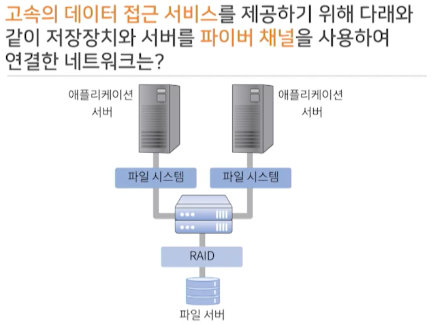 고속의 데이터 접근 서비스를 제공하기 위해 다래와
같이 저장장치와 서버를 파이버 채널을 사용하여
연결한 네트워크는?
애플리케이션 애플리케이션
서버 서버
파일 시스템 파일 시스템
RAID
파일 서버